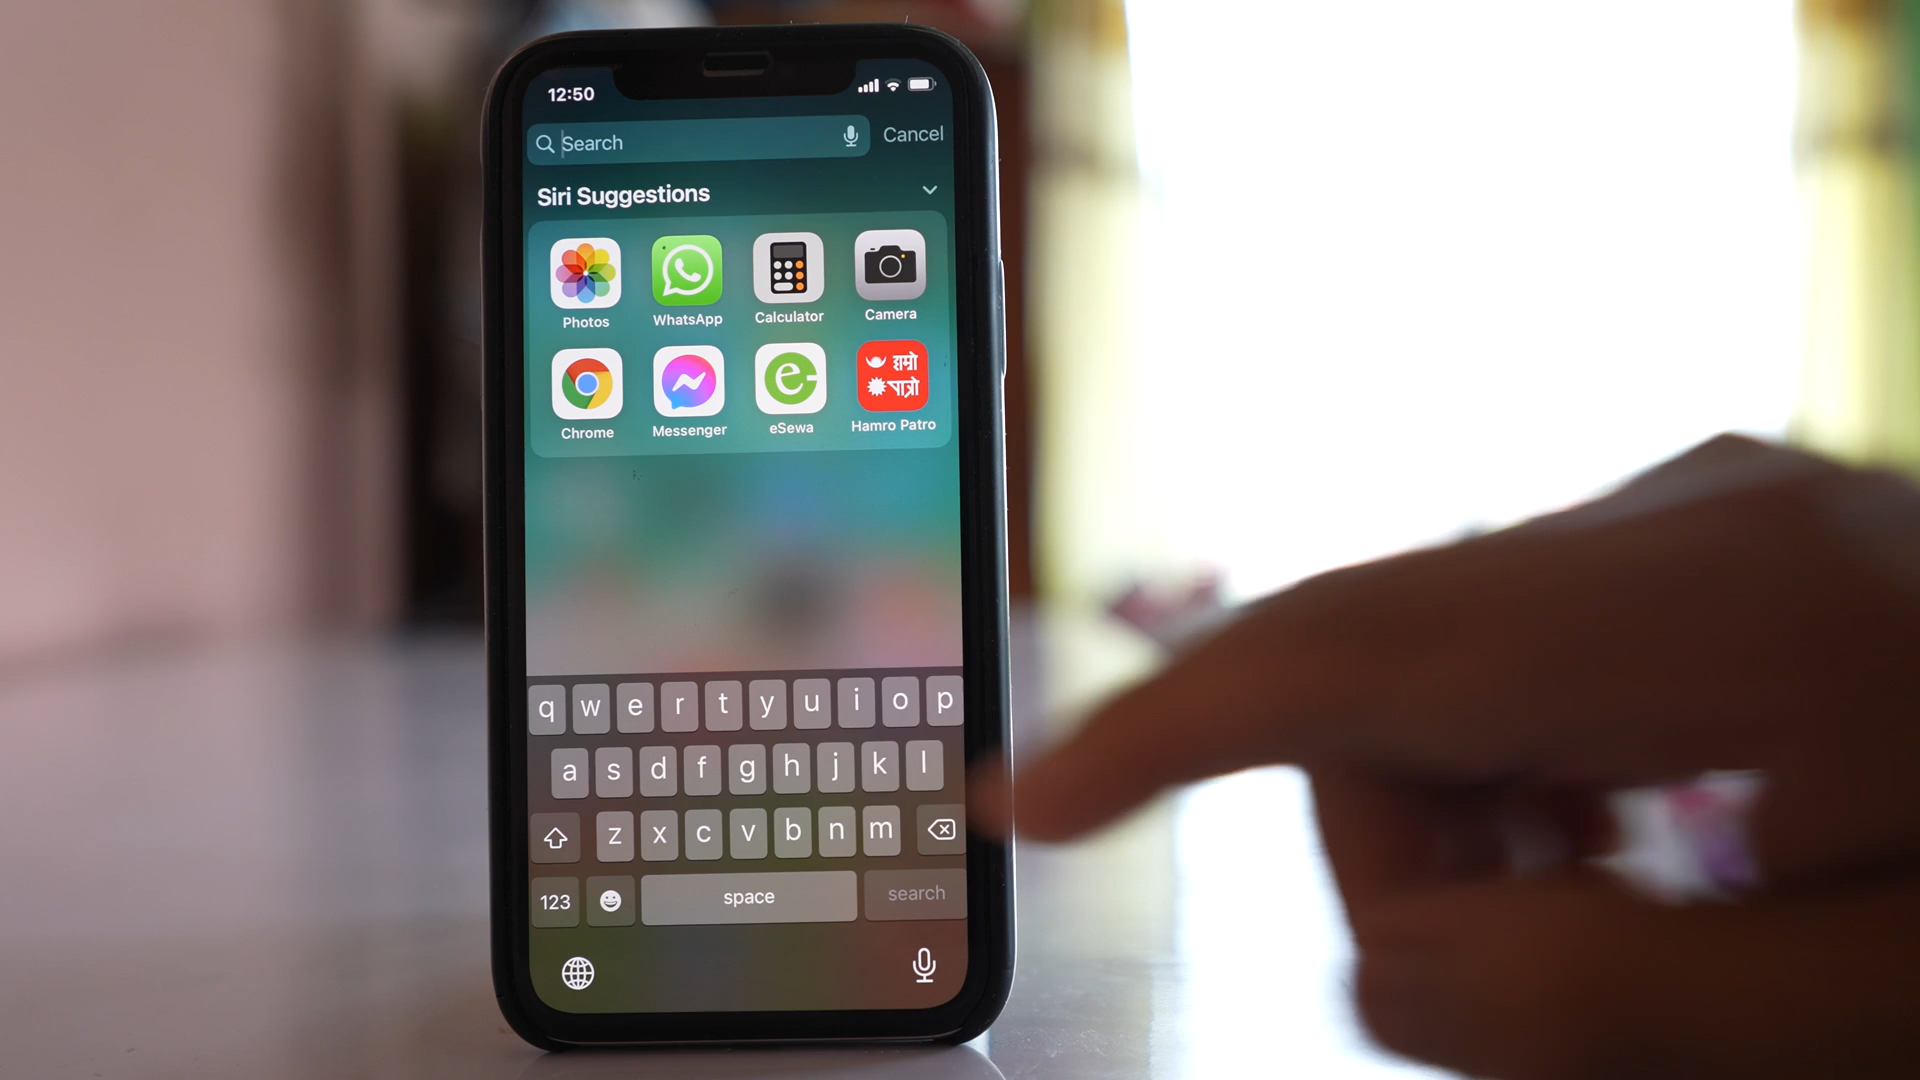 12:50
Search
Cancel
Siri Suggestions
Photos
WhatsApp
Calculator
Camera
e
हाम्रो
पात्रो
Chrome
Messenger
eSewa
Hamro Patro
q w e r t y u i o p
a s d f g h j k l
z x c v b n m
123
space
search